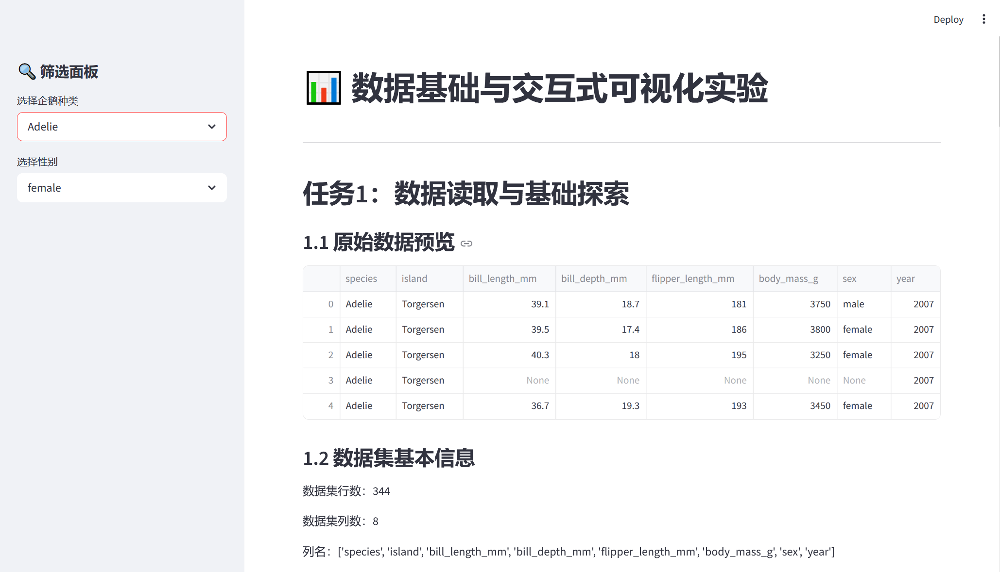 Deploy
筛选面板
选择企鹅种类
Adelie
选择性别
female
数据基础与交互式可视化实验
任务1：数据读取与基础探索
1.1 原始数据预览
species island bill_length_mm bill_depth_mm flipper_length_mm body_mass_g sex year
0 Adelie Torgersen 39.1 18.7 181 3750 male 2007
1 Adelie Torgersen 39.5 17.4 186 3800 female 2007
2 Adelie Torgersen 40.3 18 195 3250 female 2007
3 Adelie Torgersen None None None None None 2007
4 Adelie Torgersen 36.7 19.3 193 3450 female 2007
1.2 数据集基本信息
数据集行数：344
数据集列数：8
列名：['species', 'island', 'bill_length_mm', 'bill_depth_mm', 'flipper_length_mm', 'body_mass_g', 'sex', 'year']